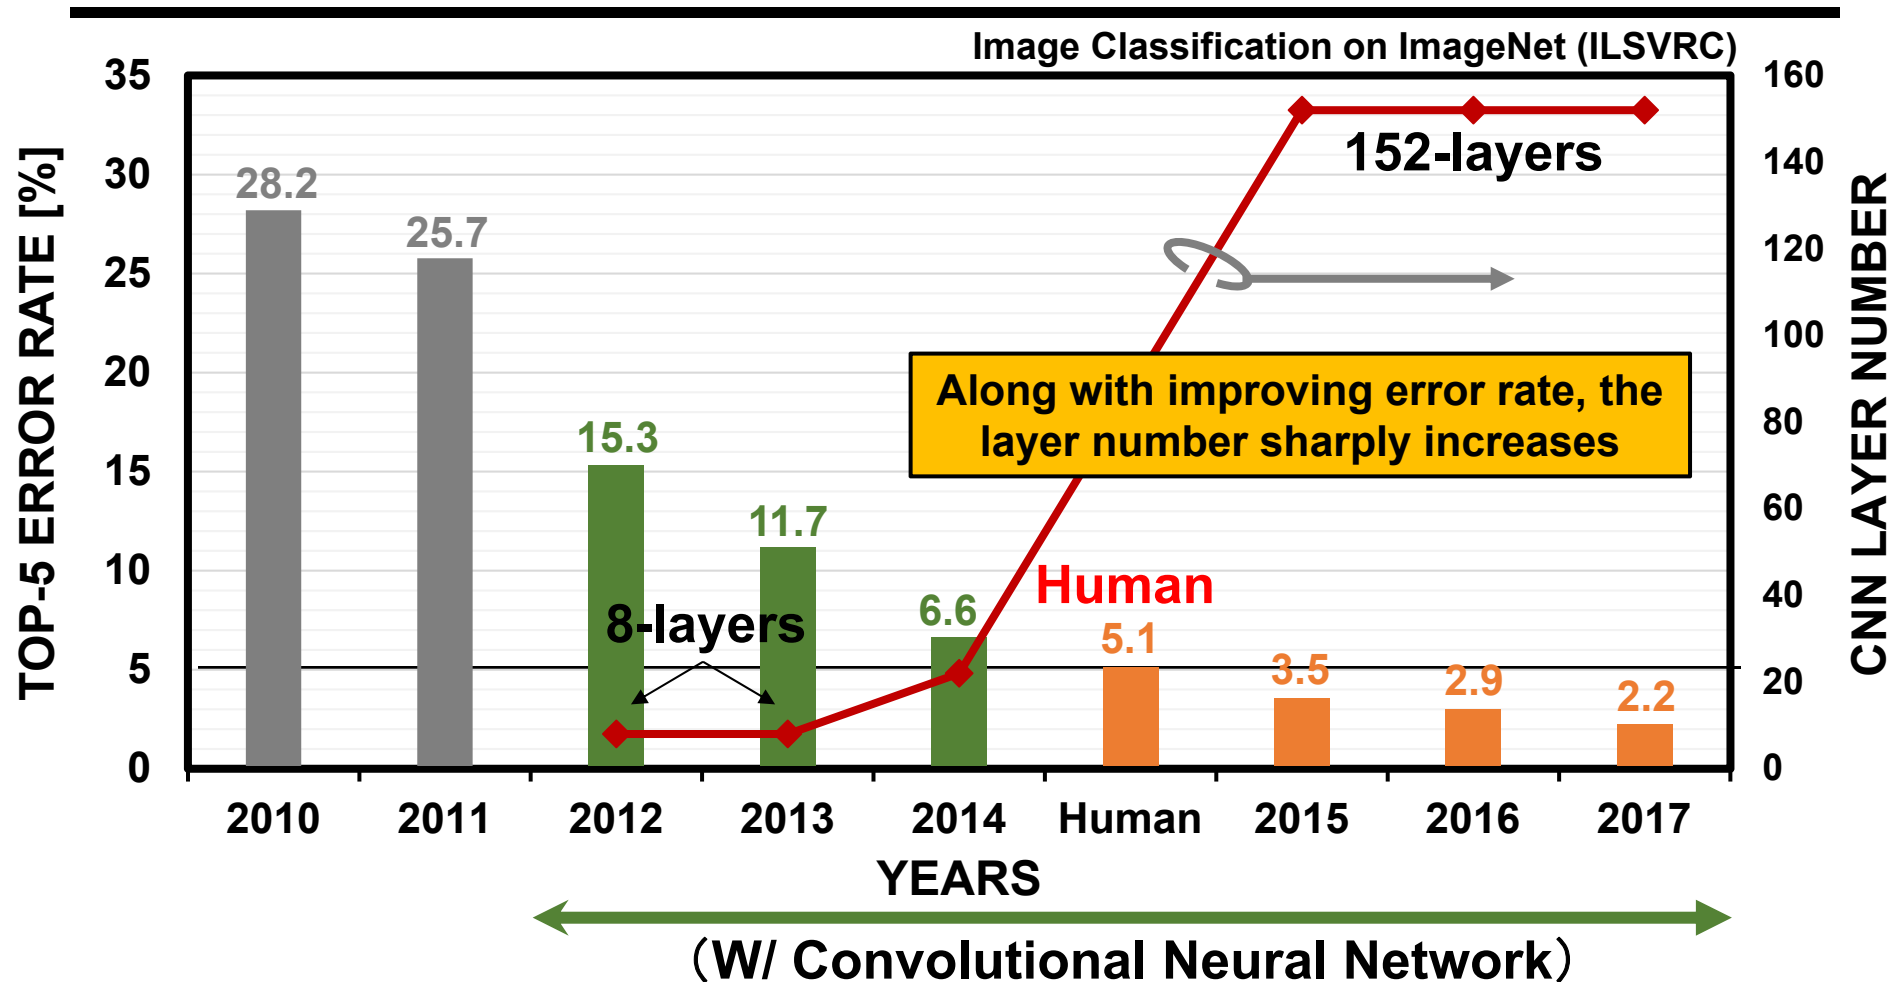 Image Classification on ImageNet (ILSVRC)
TOP-5 ERROR RATE [%]
35
30
25
20
15
10
5
0
28.2
25.7
15.3
11.7
6.6
5.1
3.5
2.9
2.2
8-layers
Human
152-layers
Along with improving error rate, the
layer number sharply increases
160
140
120
100
80
60
40
20
0
CNN LAYER NUMBER
2010 2011 2012 2013 2014 Human 2015 2016 2017
YEARS
（W/ Convolutional Neural Network）